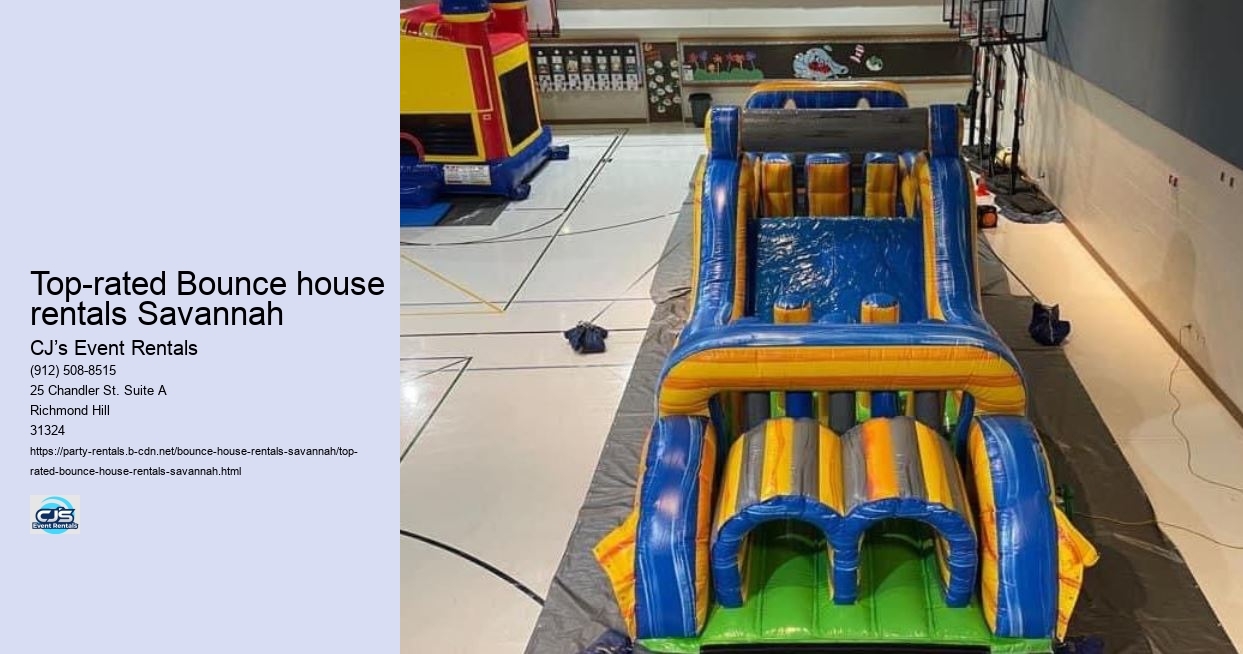 Top-rated Bounce house
rentals Savannah
CJ’s Event Rentals
(912) 508-8515
25 Chandler St. Suite A
Richmond Hill
31324
https://party-rentals.b-cdn.net/bounce-house-rentals-savannah/top-
rated-bounce-house-rentals-savannah.html
CJ'S
Event Rentals